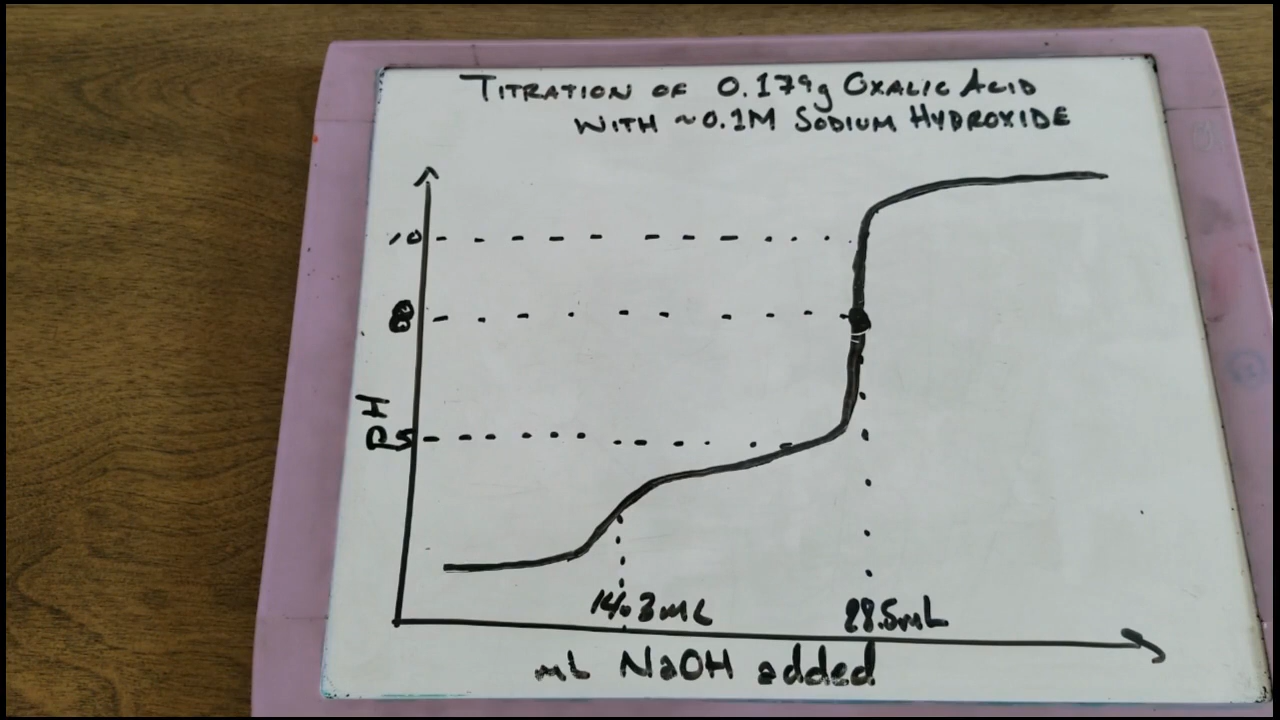 TITRATION OF 0.179g OXALIC ACID
WITH ~0.1M SODIUM HYDROXIDE
10
8
pH
5
14.3mL
28.5mL
mL NaOH added